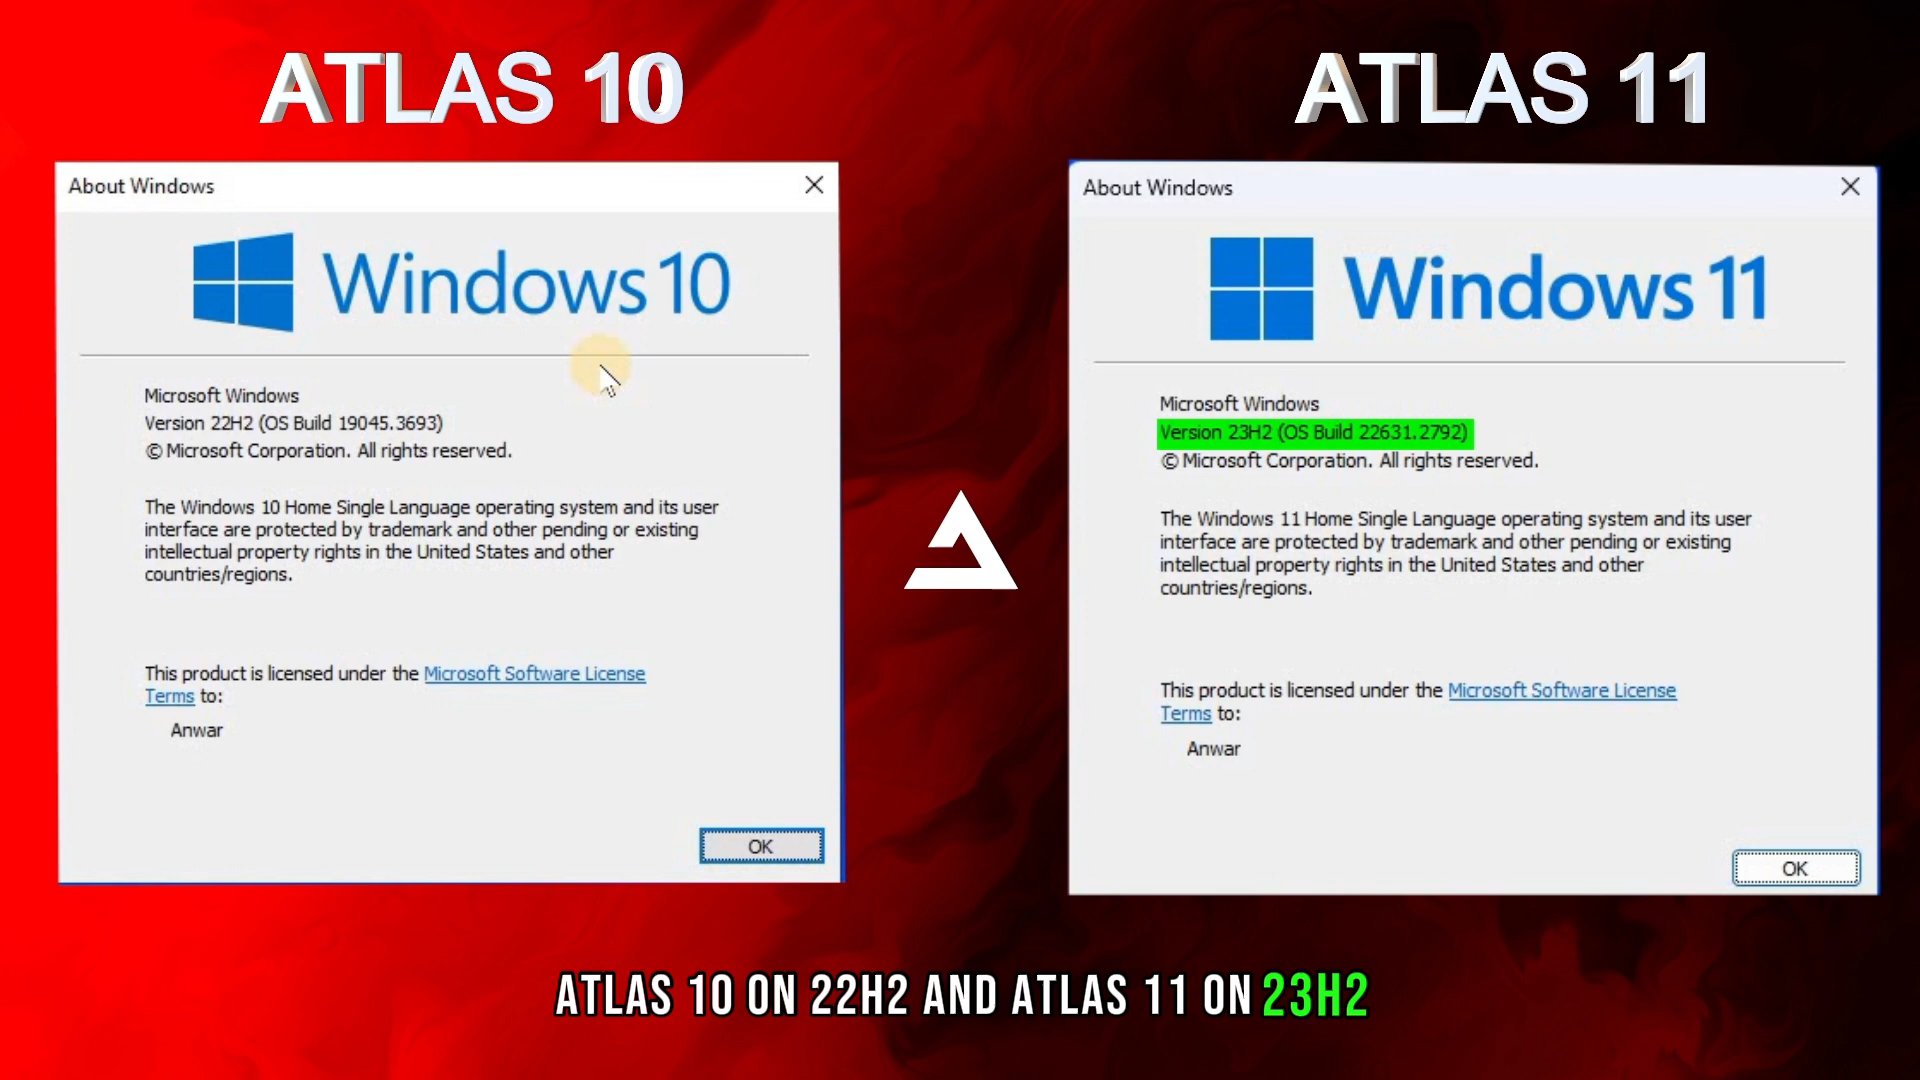 ATLAS 10
About Windows
Windows 10
Microsoft Windows
Version 22H2 (OS Build 19045.3693)
© Microsoft Corporation. All rights reserved.
The Windows 10 Home Single Language operating system and its user
interface are protected by trademark and other pending or existing
intellectual property rights in the United States and other
countries/regions.
This product is licensed under the Microsoft Software License
Terms to:
Anwar
OK
ATLAS 11
About Windows
Windows 11
Microsoft Windows
Version 23H2 (OS Build 22631.2792)
© Microsoft Corporation. All rights reserved.
The Windows 11 Home Single Language operating system and its user
interface are protected by trademark and other pending or existing
intellectual property rights in the United States and other
countries/regions.
This product is licensed under the Microsoft Software License
Terms to:
Anwar
OK
ATLAS 10 ON 22H2 AND ATLAS 11 ON 23H2